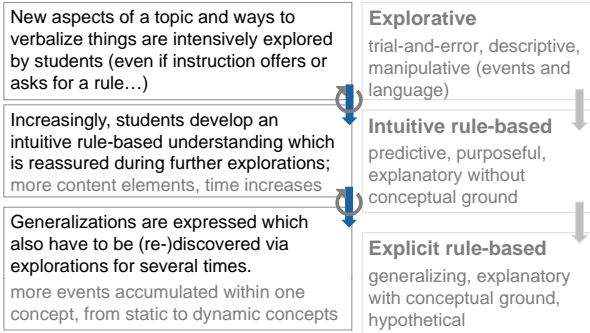 New aspects of a topic and ways to
verbalize things are intensively explored
by students (even if instruction offers or
asks for a rule…)
Explorative
trial-and-error, descriptive,
manipulative (events and
language)
Increasingly, students develop an
intuitive rule-based understanding which
is reassured during further explorations;
more content elements, time increases
Intuitive rule-based
predictive, purposeful,
explanatory without
conceptual ground
Generalizations are expressed which
also have to be (re-)discovered via
explorations for several times.
more events accumulated within one
concept, from static to dynamic concepts
Explicit rule-based
generalizing, explanatory
with conceptual ground,
hypothetical